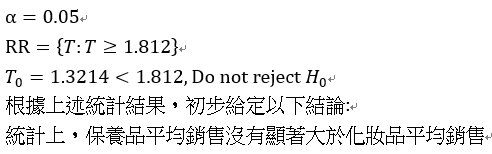 α = 0.05
RR = {T: T ≥ 1.812}
T₀ = 1.3214 < 1.812, Do not reject H₀
根據上述統計結果，初步給定以下結論:
統計上，保養品平均銷售沒有顯著大於化妝品平均銷售